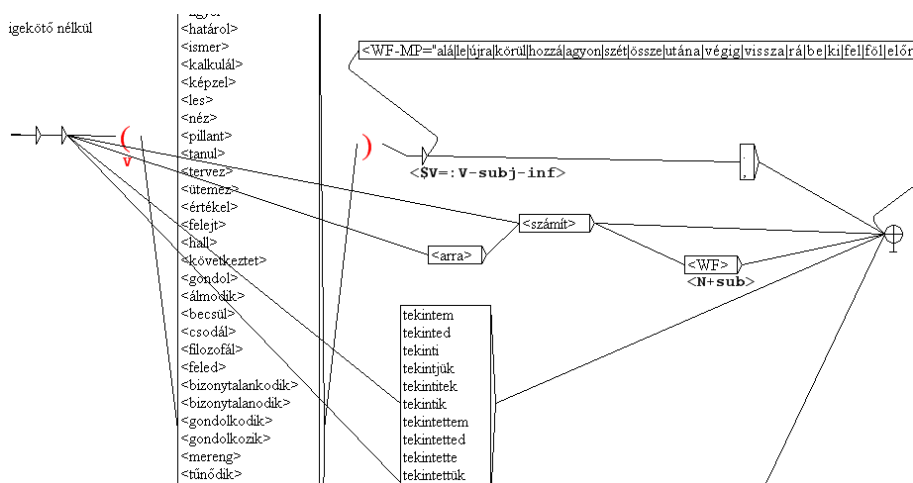 igekötő nélkül
<határol>
<ismer>
<kalkulál>
<képzel>
<les>
<néz>
<pillant>
<tanul>
<tervez>
<ütemez>
<értékel>
<felejt>
<hall>
<következtet>
<gondol>
<álmodik>
<becsül>
<csodál>
<filozofál>
<feled>
<bizonytalankodik>
<bizonytalanodik>
<gondolkodik>
<gondolkozik>
<mereng>
<tűnődik>
(
v
)
<WF-MP="alá|le|újra|körül|hozzá|agyon|szét|össze|utána|végig|vissza|rá|be|ki|fel|föl|előr
<$V=:V-subj-inf>
<számít>
<arra>
<WF>
<N+sub>
tekintem
tekinted
tekinti
tekintjük
tekintitek
tekintik
tekintettem
tekintetted
tekintette
tekintettük